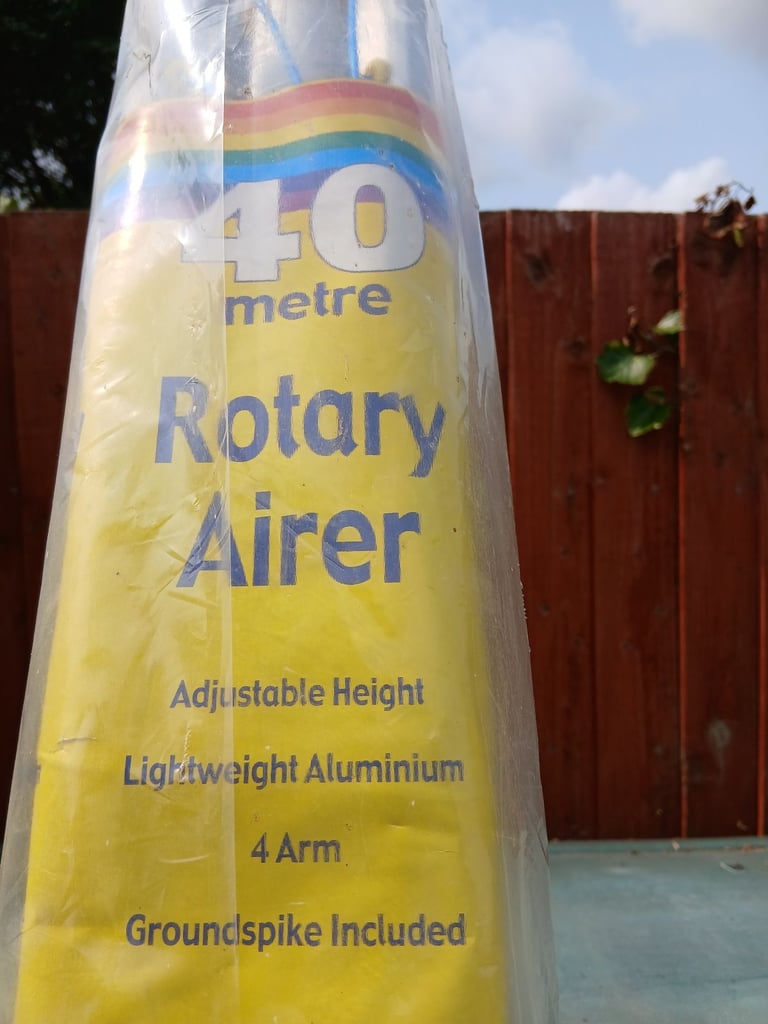 40
metre
Rotary
Airer
Adjustable Height
Lightweight Aluminium
4 Arm
Groundspike Included